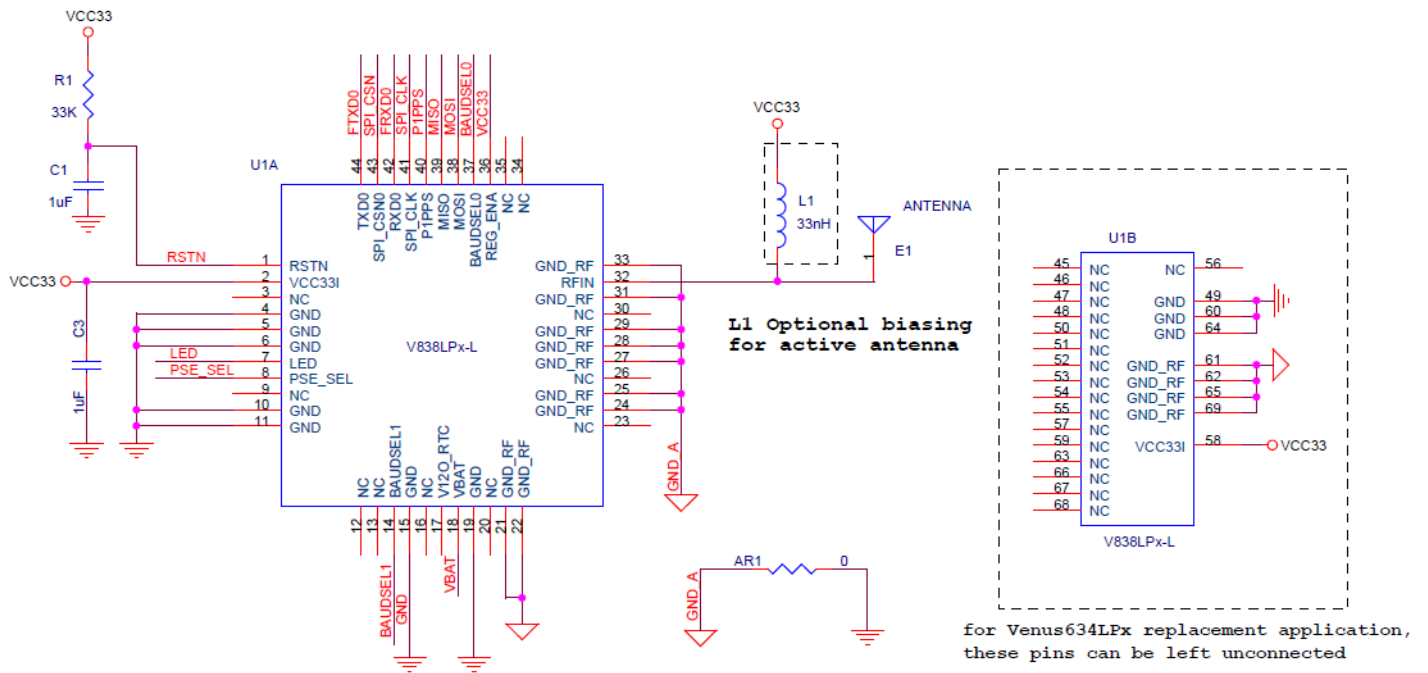 VCC33
R1
33K
C1
1uF
RSTN
VCC33
C3
1uF
LED
PSE_SEL
U1A
V838LPx-L
FTXD0
SPI_CSN
FRXD0
SPI_CLK
P1PPS
MISO
MOSI
BAUDSEL0
VCC33
44
43
42
41
40
39
38
37
36
35
34
TXD0
SPI_CSN0
RXD0
SPI_CLK
P1PPS
MISO
MOSI
BAUDSEL0
REG_ENA
NC
NC
1 RSTN
2 VCC33I
3 NC
4 GND
5 GND
6 GND
7 LED
8 PSE_SEL
9 NC
10 GND
11 GND
GND_RF 33
RFIN 32
GND_RF 31
NC 30
GND_RF 29
GND_RF 28
GND_RF 27
NC 26
GND_RF 25
GND_RF 24
NC 23
NC
NC
BAUDSEL1
GND
NC
V12O_RTC
VBAT
GND
NC
GND_RF
GND_RF
12
13
14
15
16
17
18
19
20
21
22
BAUDSEL1
GND
VBAT
GND_A
VCC33
L1
33nH
ANTENNA
1
E1
L1 Optional biasing
for active antenna
AR1
0
GND_A
U1B
45 NC
46 NC
47 NC
48 NC
50 NC
51 NC
52 NC
53 NC
54 NC
55 NC
57 NC
59 NC
63 NC
66 NC
67 NC
68 NC
NC 56
GND 49
GND 60
GND 64
GND_RF 61
GND_RF 62
GND_RF 65
GND_RF 69
VCC33I 58
VCC33
V838LPx-L
for Venus634LPx replacement application,
these pins can be left unconnected